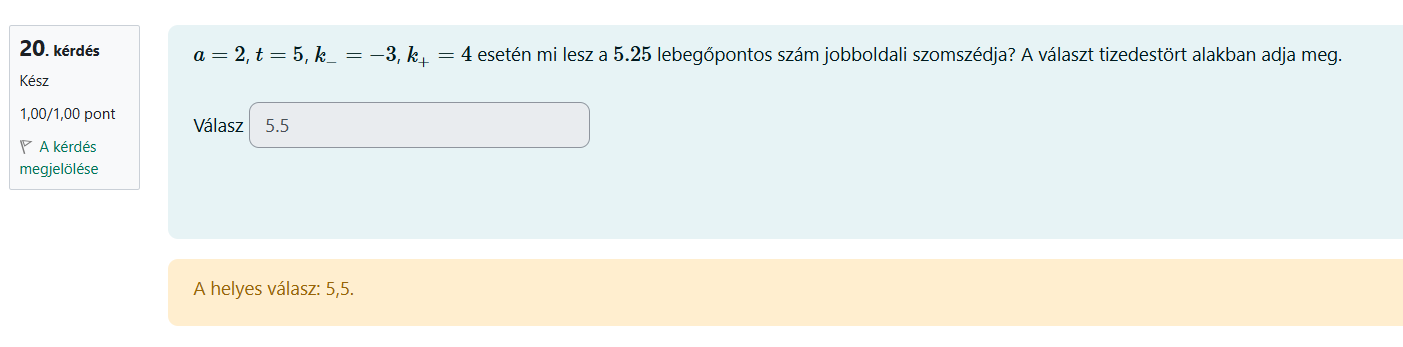 20. kérdés
Kész
1,00/1,00 pont
A kérdés
megjelölése
a = 2, t = 5, k₋ = −3, k₊ = 4 esetén mi lesz a 5.25 lebegőpontos szám jobboldali szomszédja? A választ tizedestört alakban adja meg.
Válasz 5.5
A helyes válasz: 5,5.